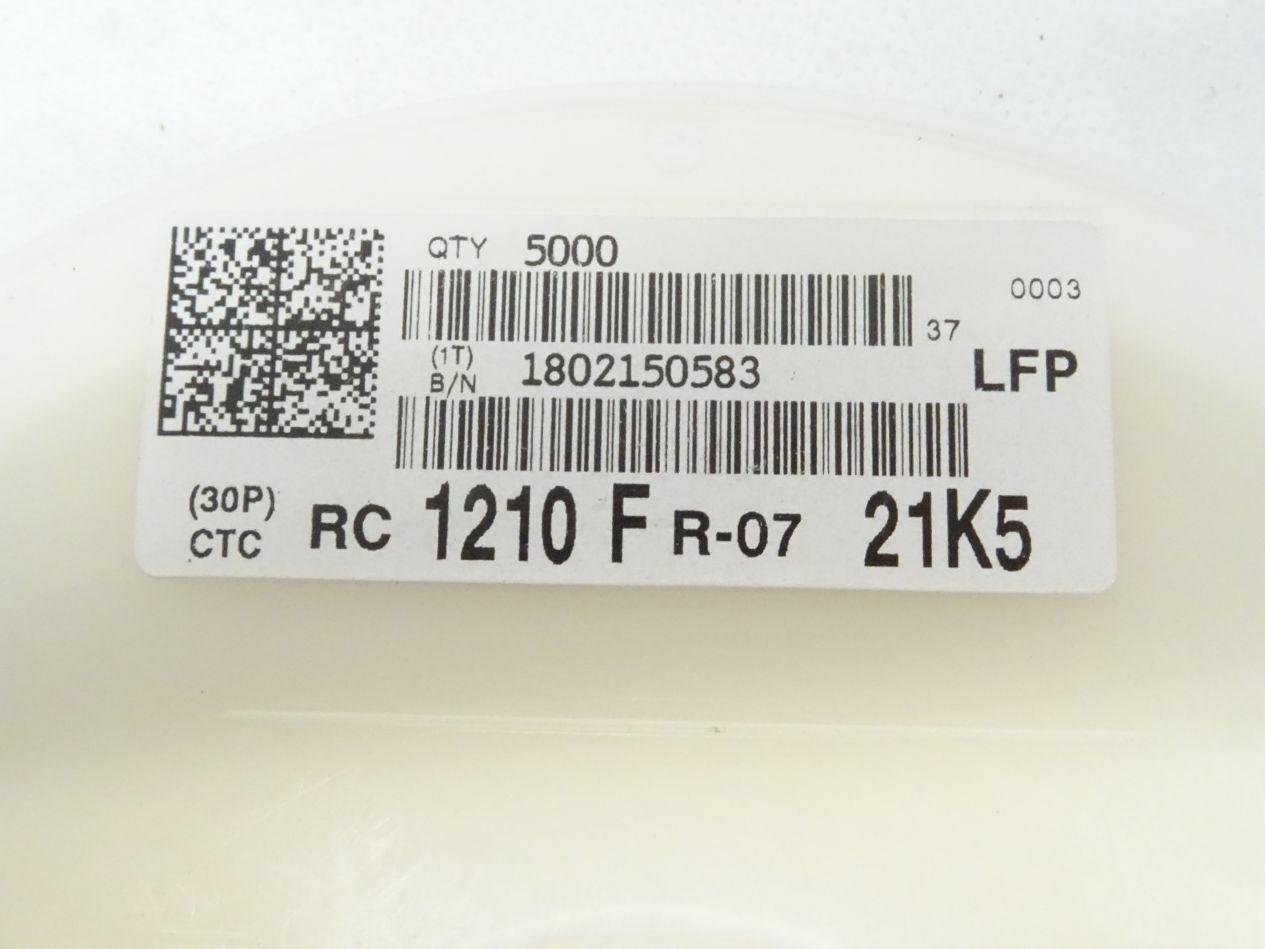 QTY 5000
0003
37
(1T)
B/N 1802150583
LFP
(30P)
CTC RC 1210 F R-07 21K5